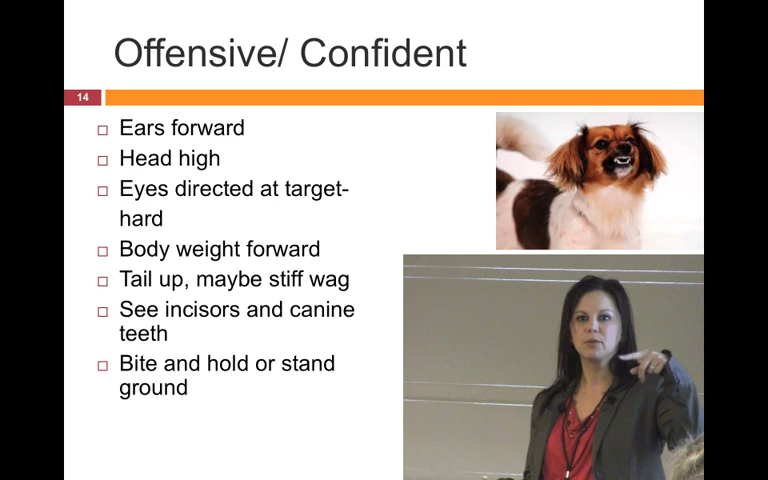 Offensive/ Confident
14
Ears forward
Head high
Eyes directed at target-
hard
Body weight forward
Tail up, maybe stiff wag
See incisors and canine
teeth
Bite and hold or stand
ground